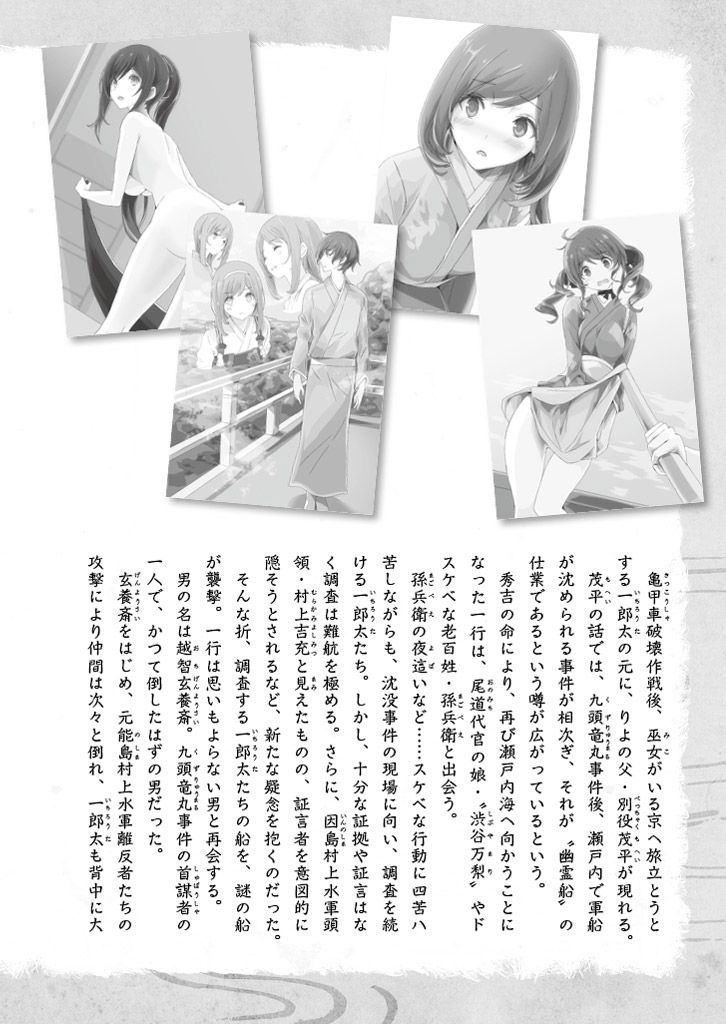 亀甲車破壊作戦後、巫女がいる京へ旅立とうと
する一郎太の元に、りよの父・別役茂平が現れる。
茂平の話では、九頭竜丸事件後、瀬戸内で軍船
が沈められる事件が相次ぎ、それが〝幽霊船〟の
仕業であるという噂が広がっているという。
秀吉の命により、再び瀬戸内海へ向かうことに
なった一行は、尾道代官の娘・〝渋谷万梨〟やド
スケベな老百姓・孫兵衛と出会う。
孫兵衛の夜這いなど……スケベな行動に四苦八
苦しながらも、沈没事件の現場に向い、調査を続
ける一郎太たち。しかし、十分な証拠や証言はな
く調査は難航を極める。さらに、因島村上水軍頭
領・村上吉充と見えたものの、証言者を意図的に
隠そうとされるなど、新たな疑念を抱くのだった。
そんな折、調査する一郎太たちの船を、謎の船
が襲撃。一行は思いもよらない男と再会する。
男の名は越智玄養斎。九頭竜丸事件の首謀者の
一人で、かつて倒したはずの男だった。
玄養斎をはじめ、元能島村上水軍離反者たちの
攻撃により仲間は次々と倒れ、一郎太も背中に大